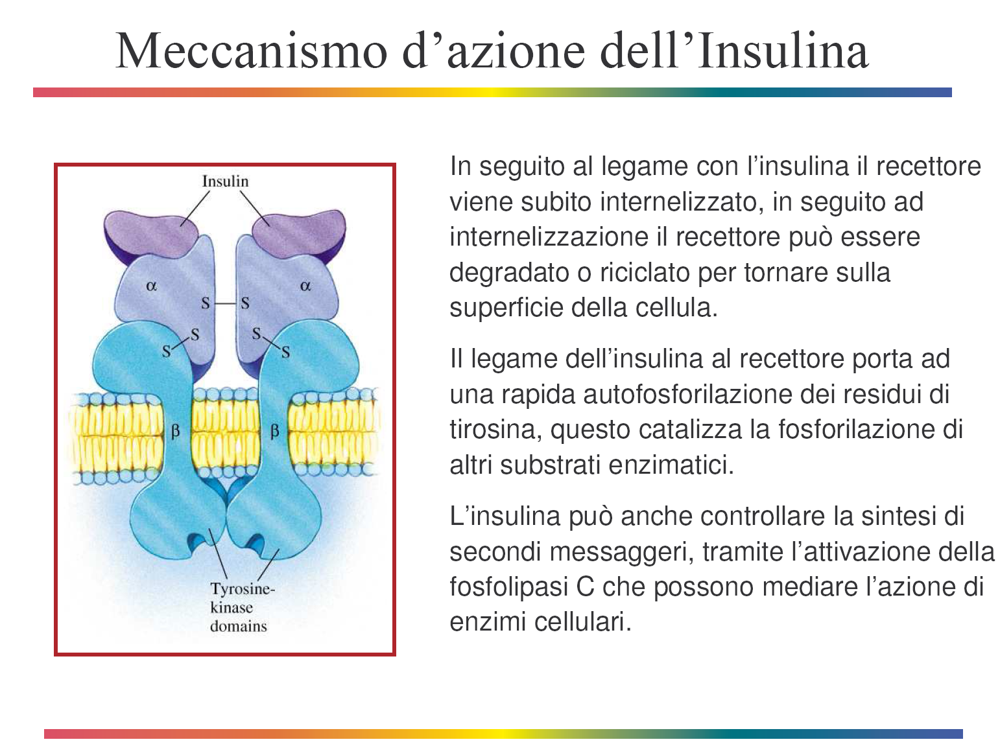 Meccanismo d’azione dell’Insulina
Insulin
α
α
S
S
S
S
S
S
β
β
Tyrosine-
kinase
domains
In seguito al legame con l’insulina il recettore
viene subito internelizzato, in seguito ad
internelizzazione il recettore può essere
degradato o riciclato per tornare sulla
superficie della cellula.
Il legame dell’insulina al recettore porta ad
una rapida autofosforilazione dei residui di
tirosina, questo catalizza la fosforilazione di
altri substrati enzimatici.
L’insulina può anche controllare la sintesi di
secondi messaggeri, tramite l’attivazione della
fosfolipasi C che possono mediare l’azione di
enzimi cellulari.